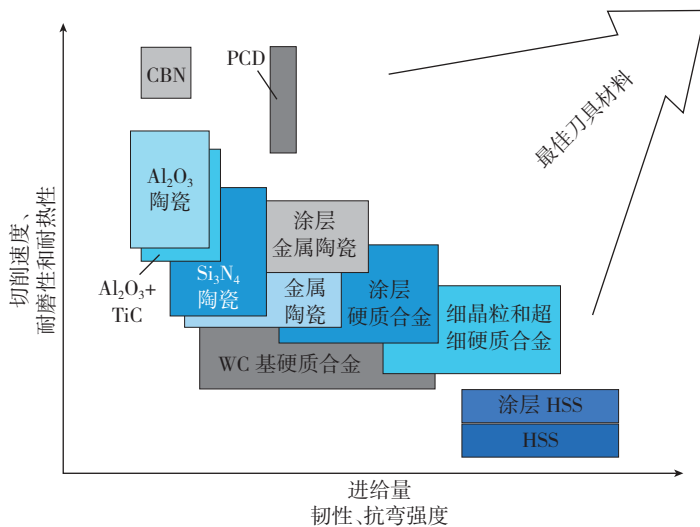 CBN
PCD
最佳刀具材料
Al₂O₃
陶瓷
涂层
金属陶瓷
Si₃N₄
陶瓷
Al₂O₃+
TiC
金属
陶瓷
涂层
硬质合金
细晶粒和超
细硬质合金
WC 基硬质合金
涂层 HSS
HSS
切削速度、
耐磨性和耐热性
进给量
韧性、抗弯强度